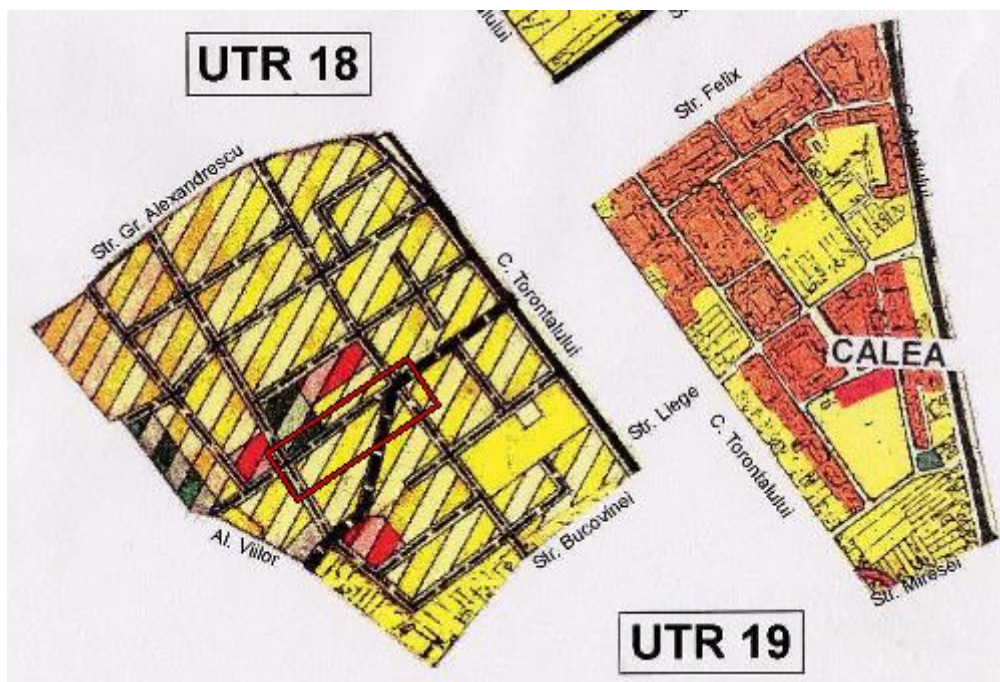 UTR 18
Str. Felix
Str. Gr. Alexandrescu
C. Torontalului
CALEA
Str. Liege
C. Torontalului
Al. Viilor
Str. Bucovinei
Str. Miresei
UTR 19